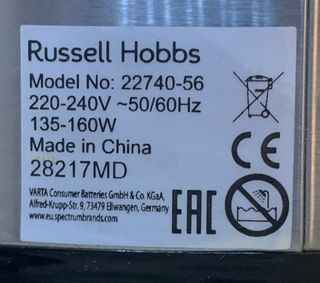 Russell Hobbs
Model No: 22740-56
220-240V ~50/60Hz
135-160W
Made in China
28217MD
CE
VARTA Consumer Batteries GmbH & Co. KGaA,
Alfred-Krupp-Str. 9, 73479 Ellwangen, Germany
www.eu.spectrumbrands.com
EAC